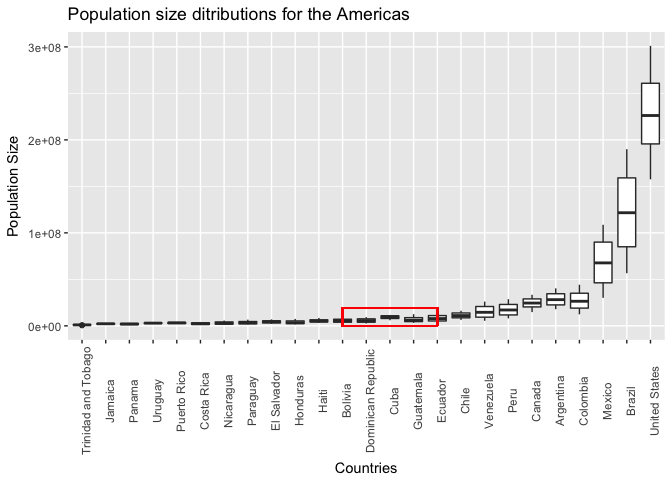 Population size ditributions for the Americas
3e+08
2e+08
1e+08
0e+00
Population Size
Trinidad and Tobago
Jamaica
Panama
Uruguay
Puerto Rico
Costa Rica
Nicaragua
Paraguay
El Salvador
Honduras
Haiti
Bolivia
Dominican Republic
Cuba
Guatemala
Ecuador
Chile
Venezuela
Peru
Canada
Argentina
Colombia
Mexico
Brazil
United States
Countries